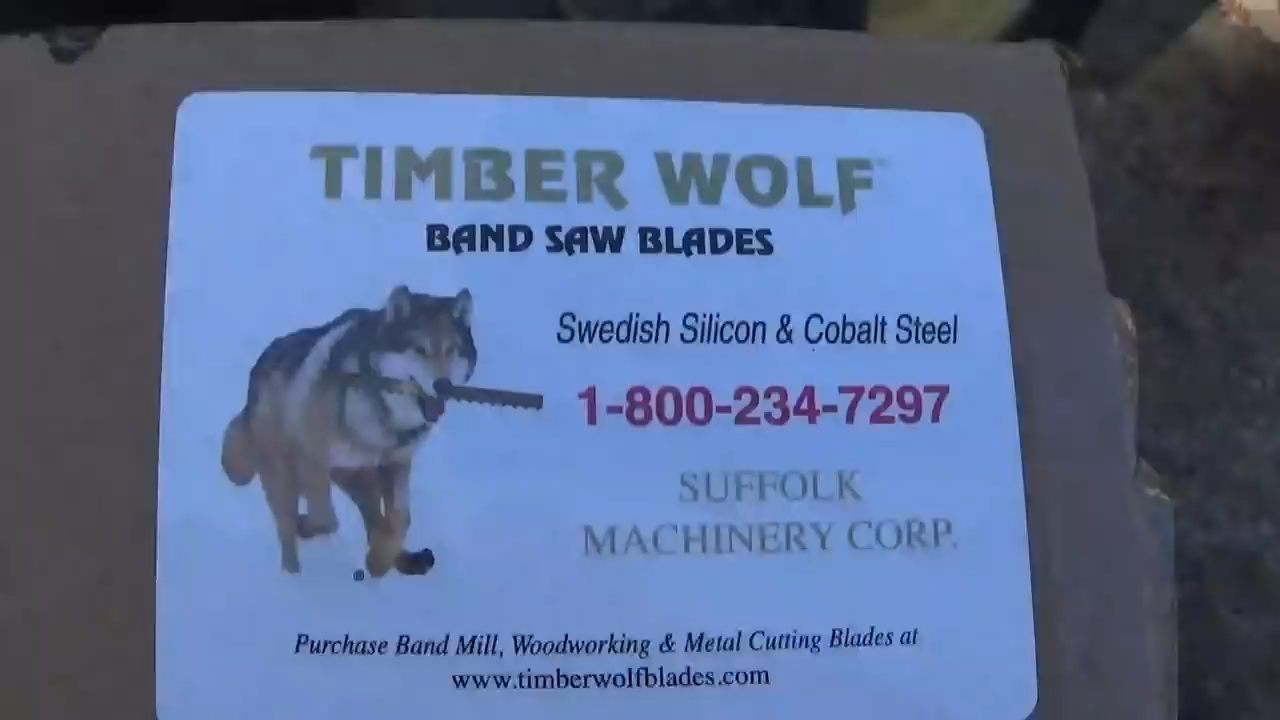 TIMBER WOLF™
BAND SAW BLADES
Swedish Silicon & Cobalt Steel
1-800-234-7297
SUFFOLK
MACHINERY CORP.
®
Purchase Band Mill, Woodworking & Metal Cutting Blades at
www.timberwolfblades.com